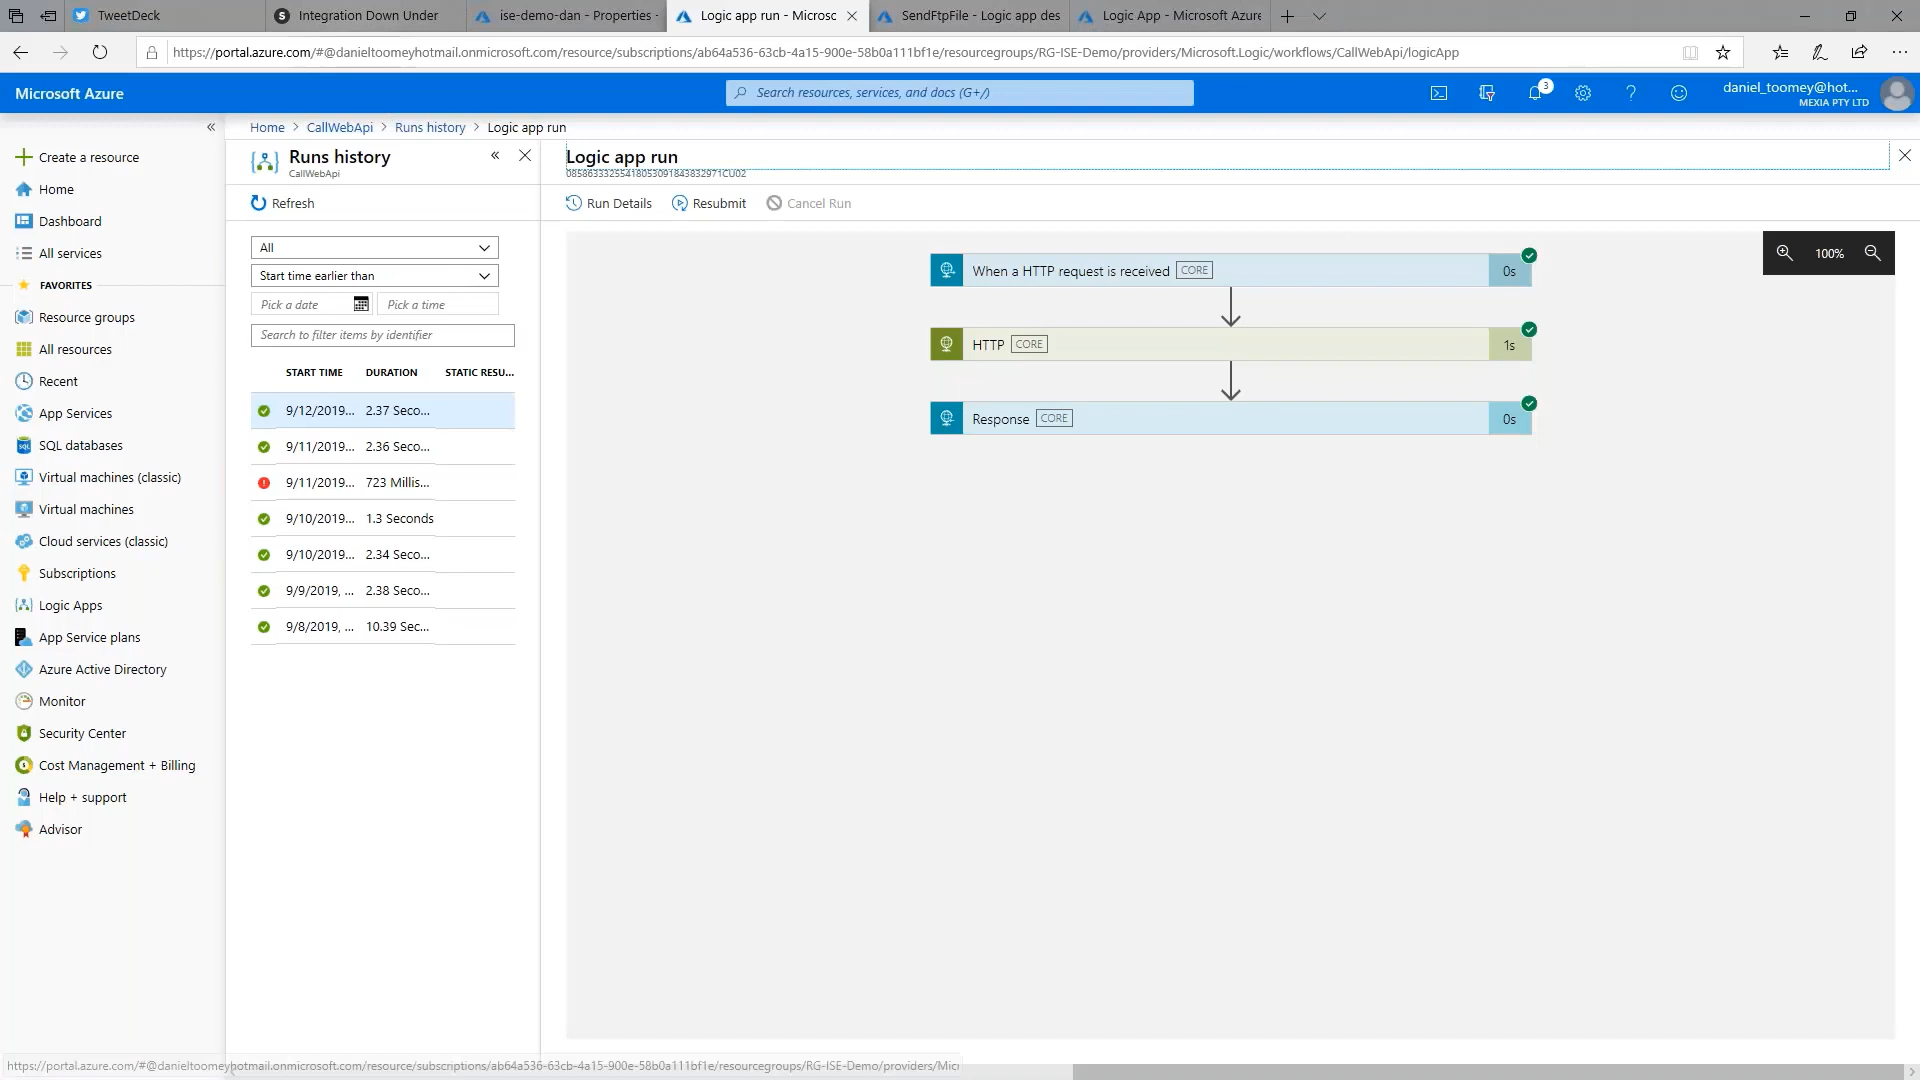 TweetDeck
Integration Down Under
ise-demo-dan - Properties -
Logic app run - Microsc
SendFtpFile - Logic app des
Logic App - Microsoft Azure
https://portal.azure.com/#@danieltoomeyhotmail.onmicrosoft.com/resource/subscriptions/ab64a536-63cb-4a15-900e-58b0a111bf1e/resourcegroups/RG-ISE-Demo/providers/Microsoft.Logic/workflows/CallWebApi/logicApp
Microsoft Azure
Search resources, services, and docs (G+/)
3
daniel_toomey@hot...
MEXIA PTY LTD
Home > CallWebApi > Runs history > Logic app run
Create a resource
Home
Dashboard
All services
FAVORITES
Resource groups
All resources
Recent
App Services
SQL databases
Virtual machines (classic)
Virtual machines
Cloud services (classic)
Subscriptions
Logic Apps
App Service plans
Azure Active Directory
Monitor
Security Center
Cost Management + Billing
Help + support
Advisor
Runs history
CallWebApi
Refresh
All
Start time earlier than
Pick a date
Pick a time
Search to filter items by identifier
START TIME DURATION STATIC RESU...
9/12/2019... 2.37 Seco...
9/11/2019... 2.36 Seco...
9/11/2019... 723 Millis...
9/10/2019... 1.3 Seconds
9/10/2019... 2.34 Seco...
9/9/2019, ... 2.38 Seco...
9/8/2019, ... 10.39 Sec...
Logic app run
Run Details
Resubmit
Cancel Run
When a HTTP request is received CORE 0s
HTTP CORE 1s
Response CORE 0s
100%
https://portal.azure.com/#@danieltoomeyhotmail.onmicrosoft.com/resource/subscriptions/ab64a536-63cb-4a15-900e-58b0a111bf1e/resourcegroups/RG-ISE-Demo/providers/Mici